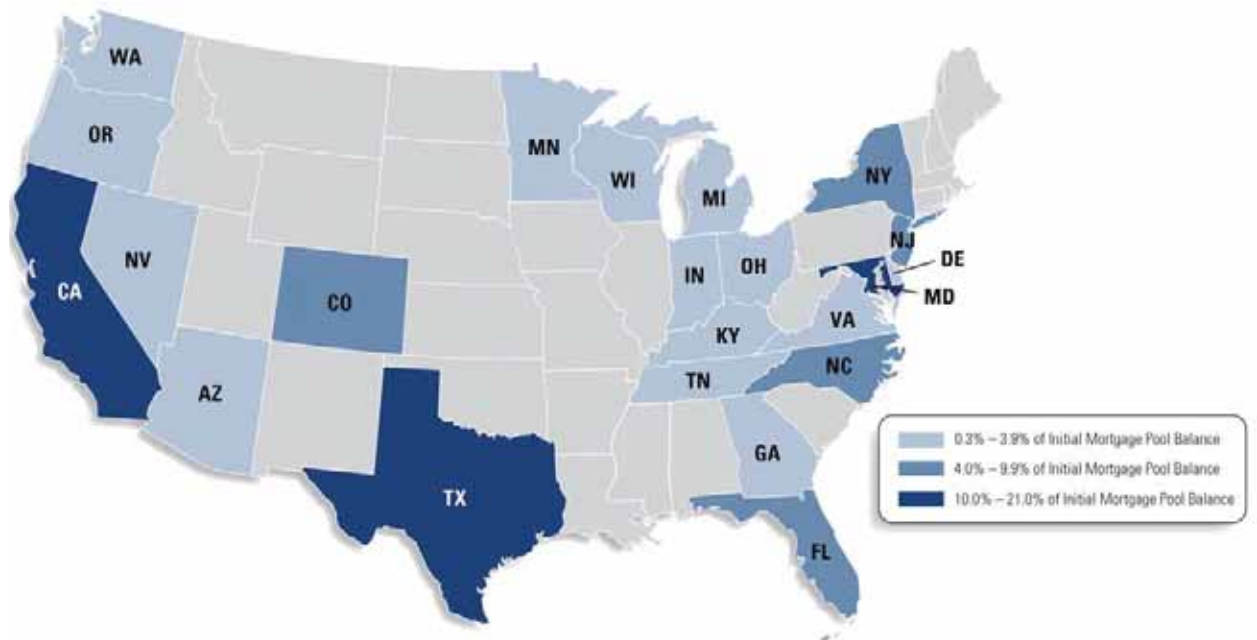 WA
OR
MN
WI
MI
NY
NJ
DE
MD
NV
CA
CO
IN
OH
KY
VA
AZ
TN
NC
GA
TX
FL
0.3% – 3.9% of Initial Mortgage Pool Balance
4.0% – 9.9% of Initial Mortgage Pool Balance
10.0% – 21.0% of Initial Mortgage Pool Balance